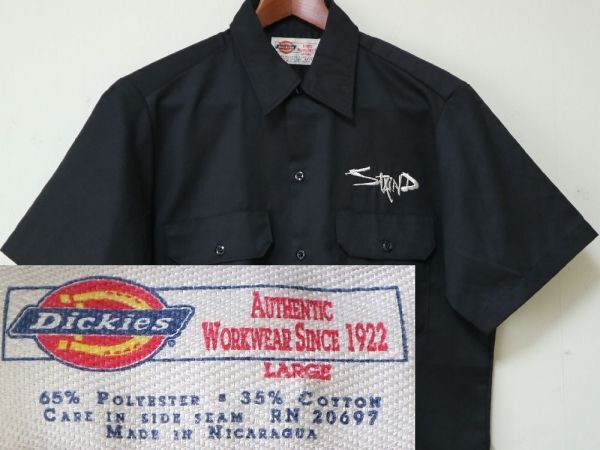 STAIND
Dickies
AUTHENTIC
WORKWEAR SINCE 1922
LARGE
65% POLYESTER • 35% COTTON
CARE IN SIDE SEAM RN 20697
MADE IN NICARAGUA